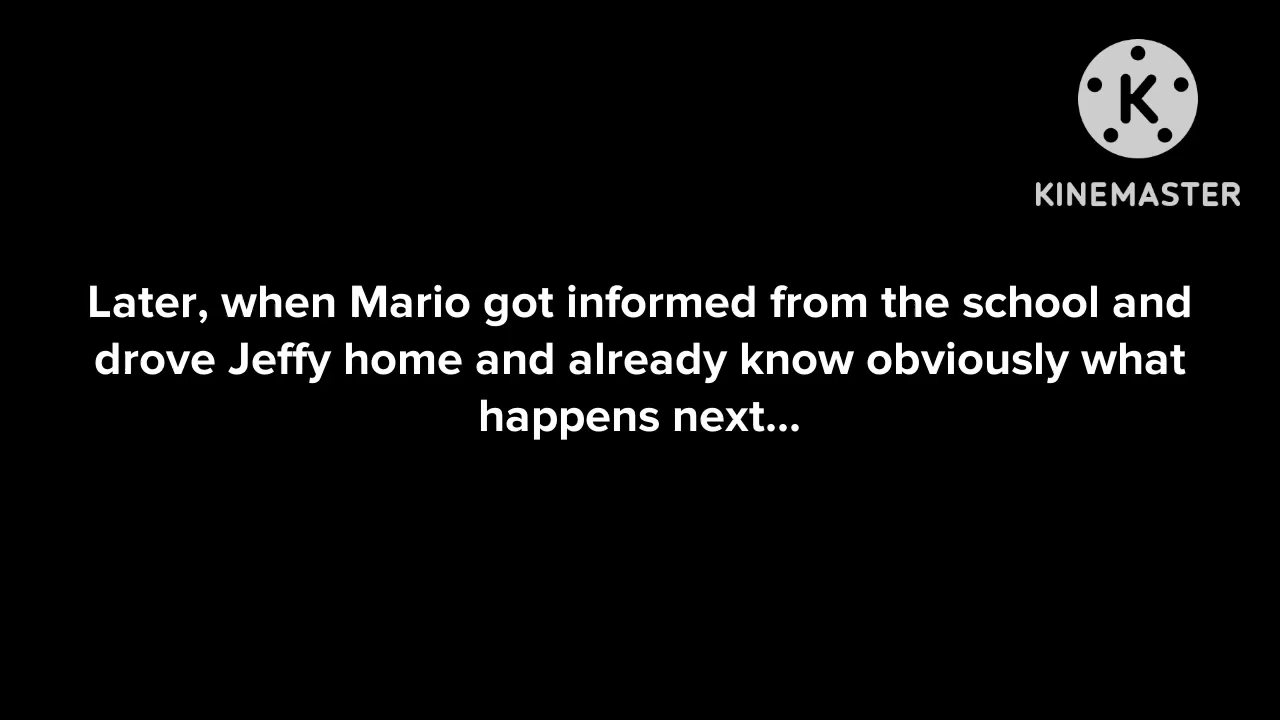 K
KINEMASTER
Later, when Mario got informed from the school and
drove Jeffy home and already know obviously what
happens next...